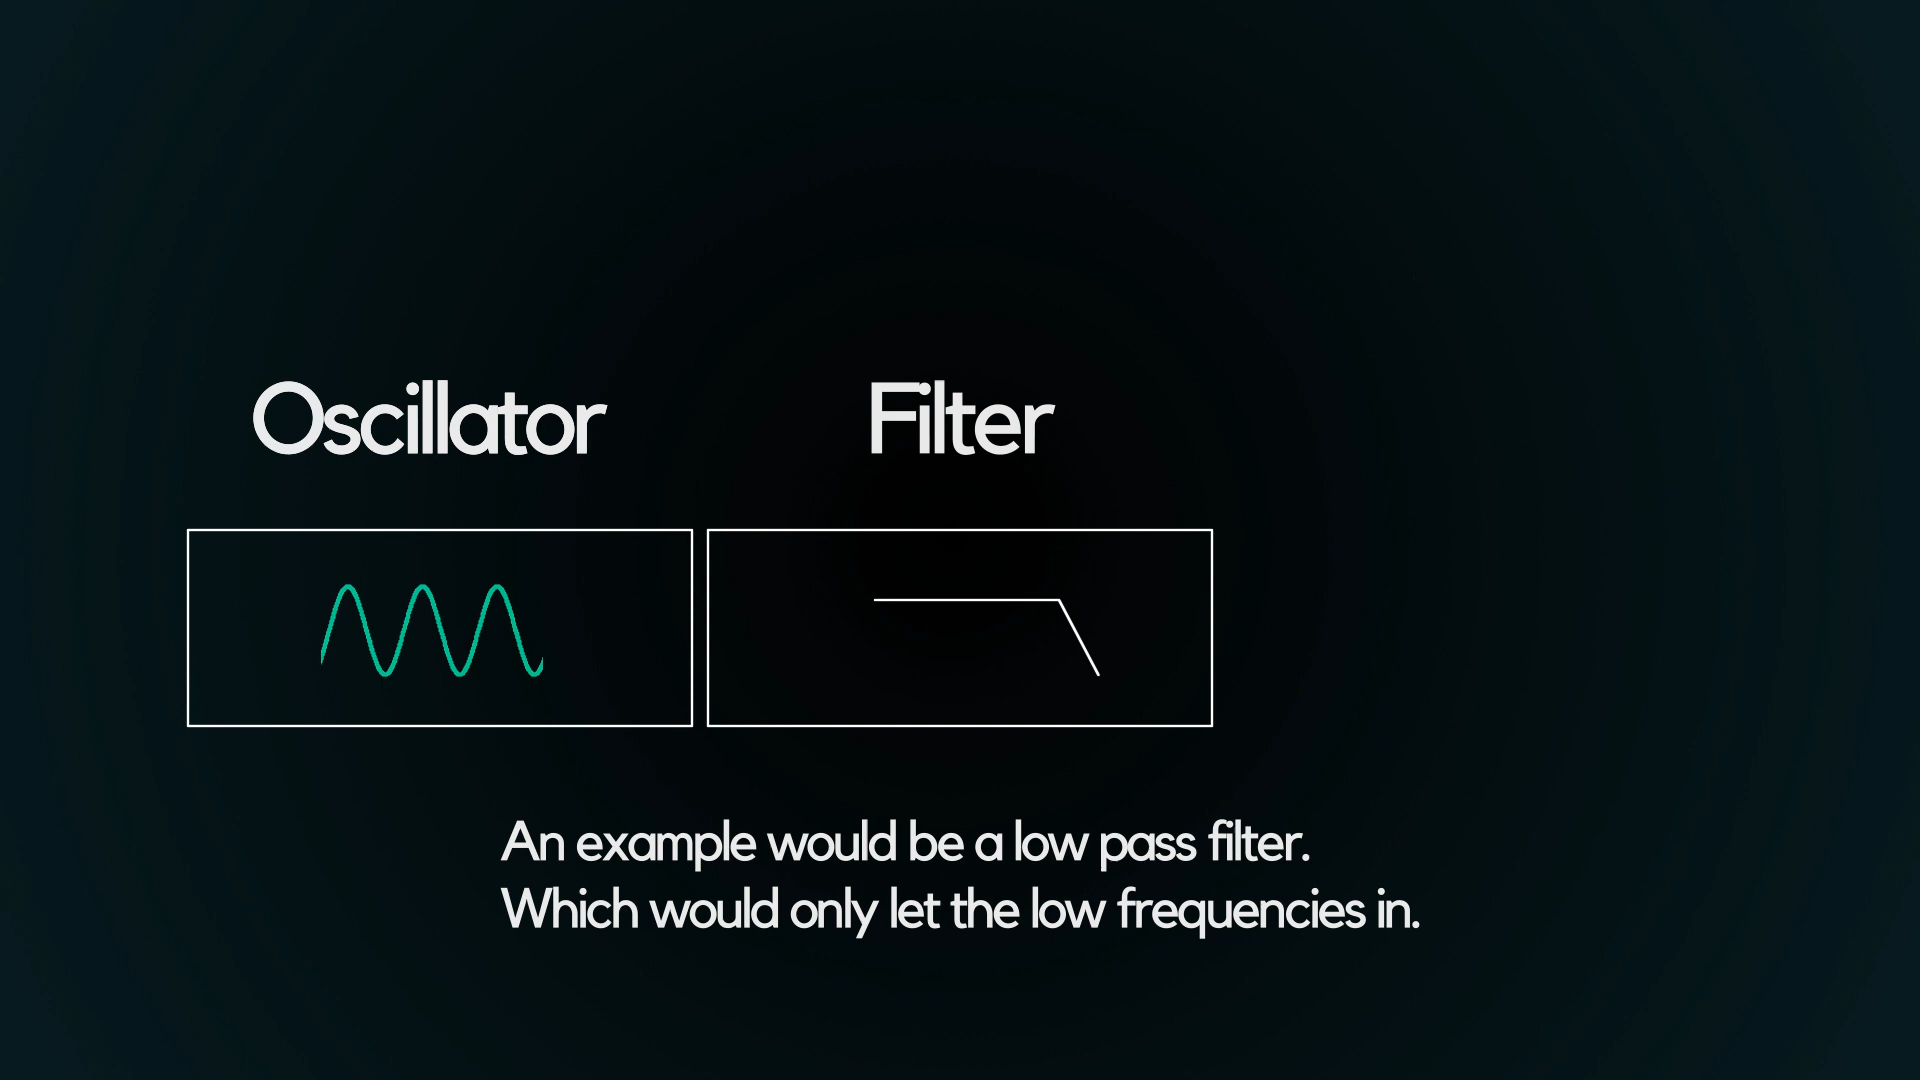 Oscillator
Filter
An example would be a low pass filter.
Which would only let the low frequencies in.